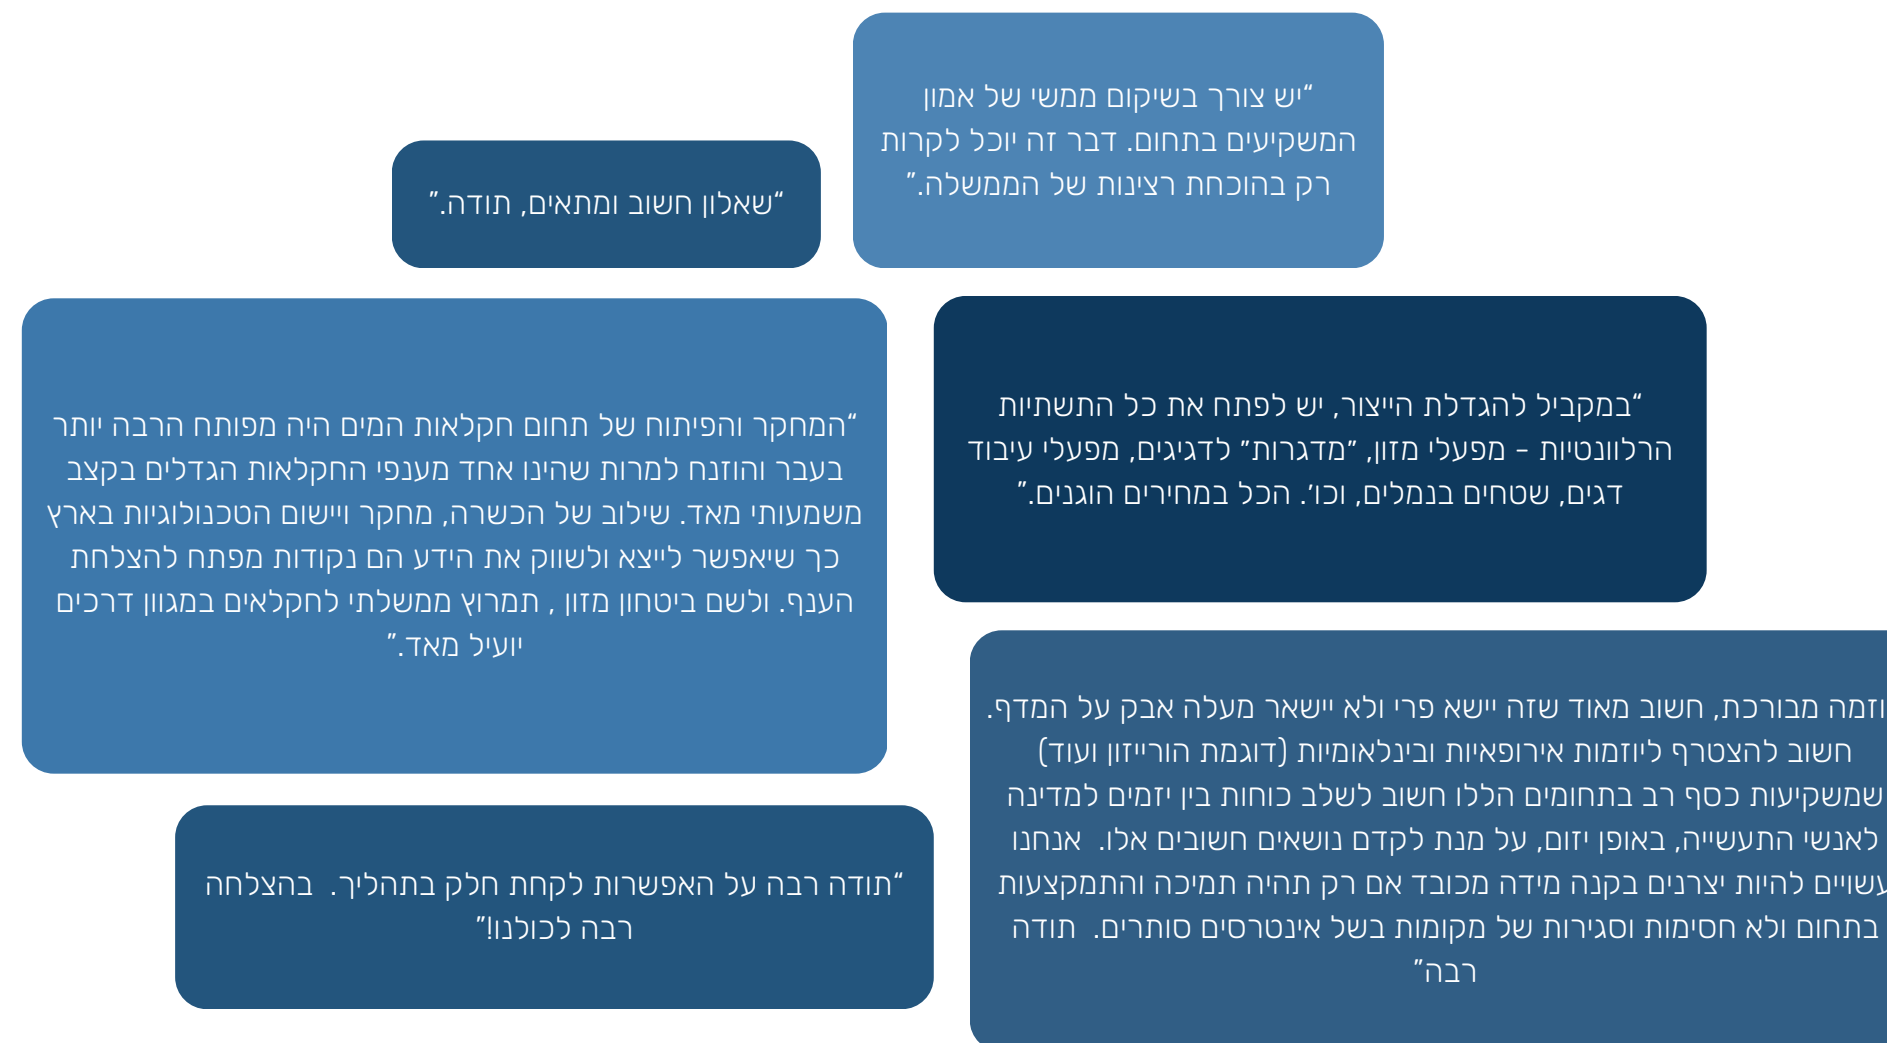 “יש צורך בשיקום ממשי של אמון
המשקיעים בתחום. דבר זה יוכל לקרות
רק בהוכחת רצינות של הממשלה.”
“שאלון חשוב ומתאים, תודה.”
“במקביל להגדלת הייצור, יש לפתח את כל התשתיות
הרלוונטיות - מפעלי מזון, "מדגרות" לדגיגים, מפעלי עיבוד
דגים, שטחים בנמלים, וכו'. הכל במחירים הוגנים.”
“המחקר והפיתוח של תחום חקלאות המים היה מפותח הרבה יותר
בעבר והוזנח למרות שהינו אחד מענפי החקלאות הגדלים בקצב
משמעותי מאד. שילוב של הכשרה, מחקר ויישום הטכנולוגיות בארץ
כך שיאפשר לייצא ולשווק את הידע הם נקודות מפתח להצלחת
הענף. ולשם ביטחון מזון , תמרוץ ממשלתי לחקלאים במגוון דרכים
יועיל מאד.”
מבורכת, חשוב מאוד שזה יישא פרי ולא יישאר מעלה אבק על המדף.
חשוב להצטרף ליוזמות אירופאיות ובינלאומיות (דוגמת הורייזון ועוד)
שמשקיעות כסף רב בתחומים הללו חשוב לשלב כוחות בין יזמים למדינה
לאנשי התעשייה, באופן יזום, על מנת לקדם נושאים חשובים אלו.  אנחנו
עשויים להיות יצרנים בקנה מידה מכובד אם רק תהיה תמיכה והתמקצעות
בתחום ולא חסימות וסגירות של מקומות בשל אינטרסים סותרים.  תודה
רבה”
“תודה רבה על האפשרות לקחת חלק בתהליך.  בהצלחה
רבה לכולנו!”